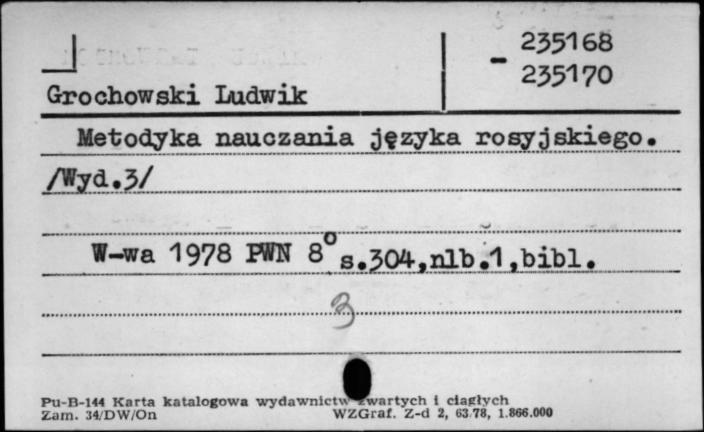 235168
- 235170
Grochowski Ludwik
Metodyka nauczania języka rosyjskiego.
/Wyd.3/
W-wa 1978 PWN 8° s.304,nlb.1,bibl.
3
Pu-B-144 Karta katalogowa wydawnictw zwartych i ciągłych
Zam. 34/DW/On WZGraf. Z-d 2, 63.78, 1.866.000